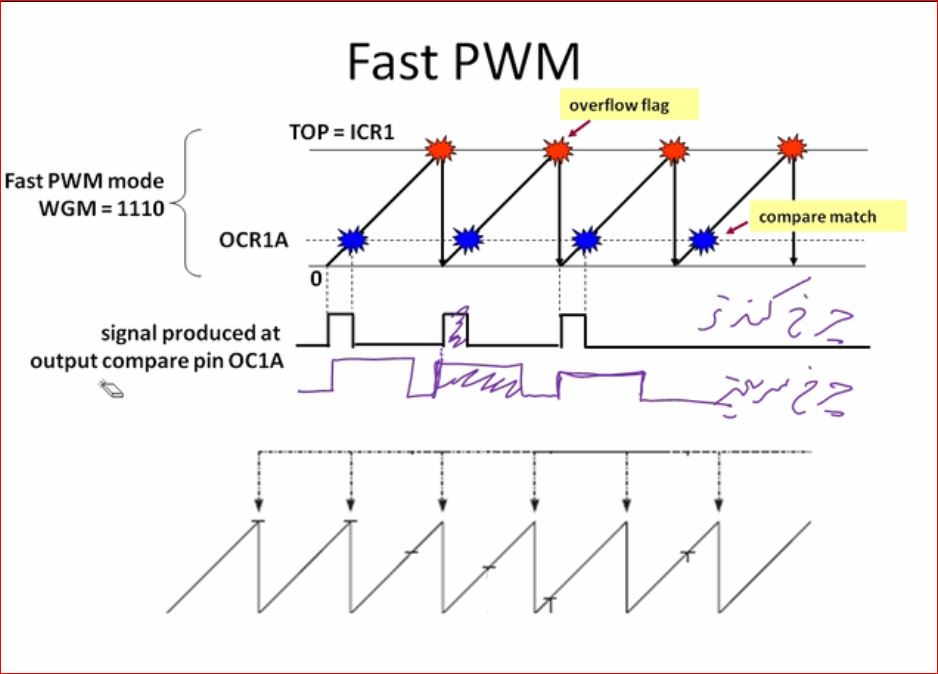 Fast PWM
overflow flag
TOP = ICR1
Fast PWM mode
WGM = 1110
compare match
OCR1A
0
signal produced at
output compare pin OC1A
چرخ کندتر
چرخ سریعتر